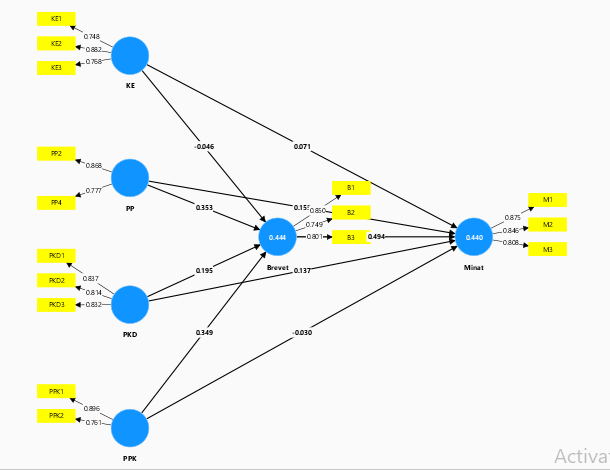 KE1
0.748
KE2
0.882
KE3
0.768
KE
-0.046
0.071
PP2
0.868
PP4
0.777
PP
0.353
B1
0.850
B2
0.749
B3
0.801
0.494
0.444
Brevet
M1
0.875
M2
0.846
M3
0.808
0.440
Minat
PKD1
0.837
PKD2
0.814
PKD3
0.832
PKD
0.195
0.137
0.349
-0.030
PPK1
0.896
PPK2
0.761
PPK
Activa